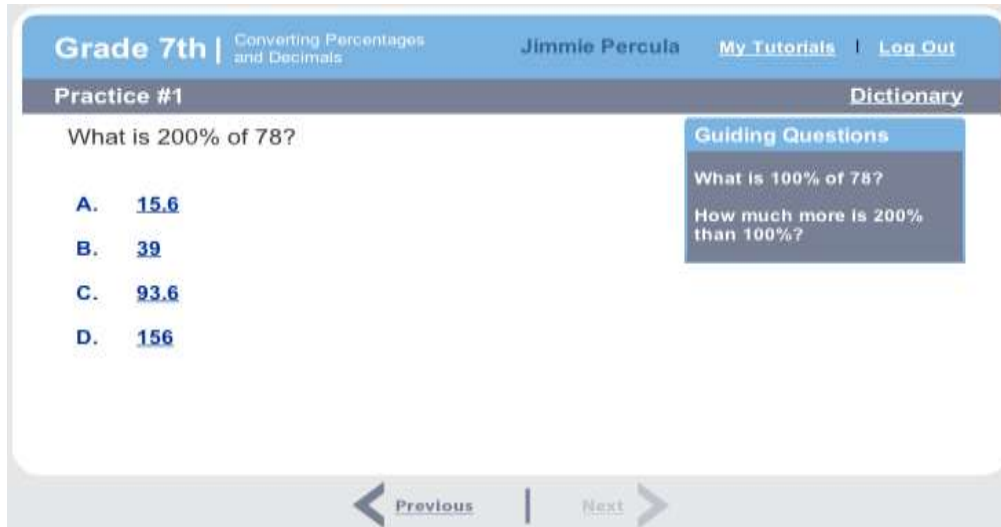 Grade 7th | Converting Percentages
and Decimals
Jimmie Percula
My Tutorials | Log Out
Practice #1
Dictionary
What is 200% of 78?
A. 15.6
B. 39
C. 93.6
D. 156
Guiding Questions
What is 100% of 78?
How much more is 200%
than 100%?
Previous | Next